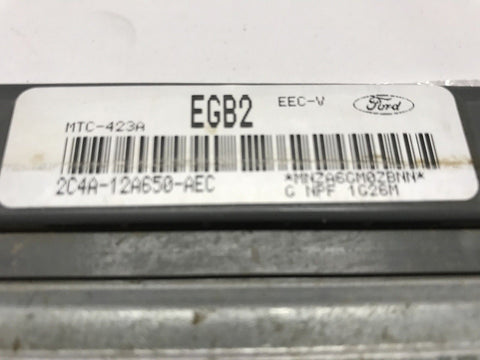 EGB2 EEC-V Ford
MTC-423A
2C4A-12A650-AEC *MNZA6GM0ZBNN*
G NPF 1G26M